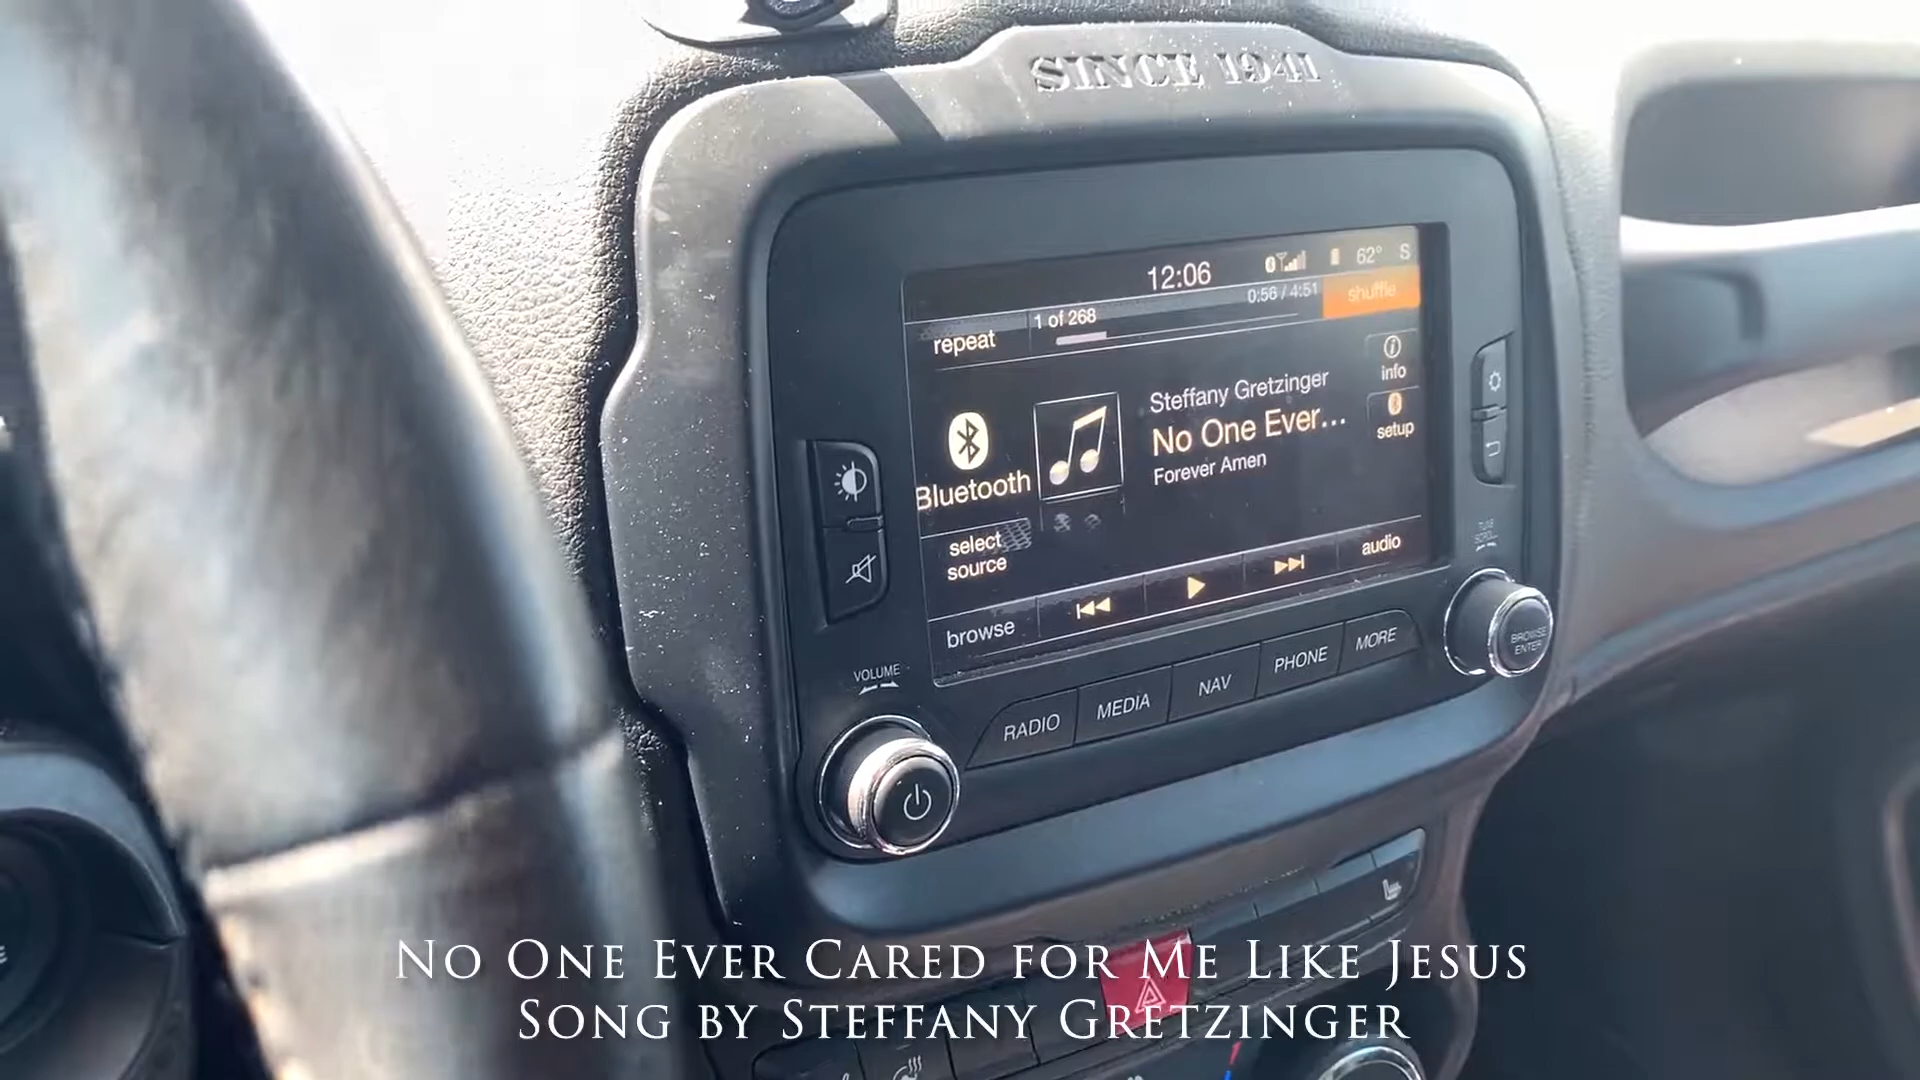 SINCE 1941
12:06
62° S
0:56 / 4:51
shuffle
repeat
1 of 268
info
Steffany Gretzinger
No One Ever...
Forever Amen
setup
Bluetooth
select
source
audio
browse
TUNE
SCROLL
BROWSE
ENTER
VOLUME
RADIO
MEDIA
NAV
PHONE
MORE
No One Ever Cared for Me Like Jesus
Song by Steffany Gretzinger